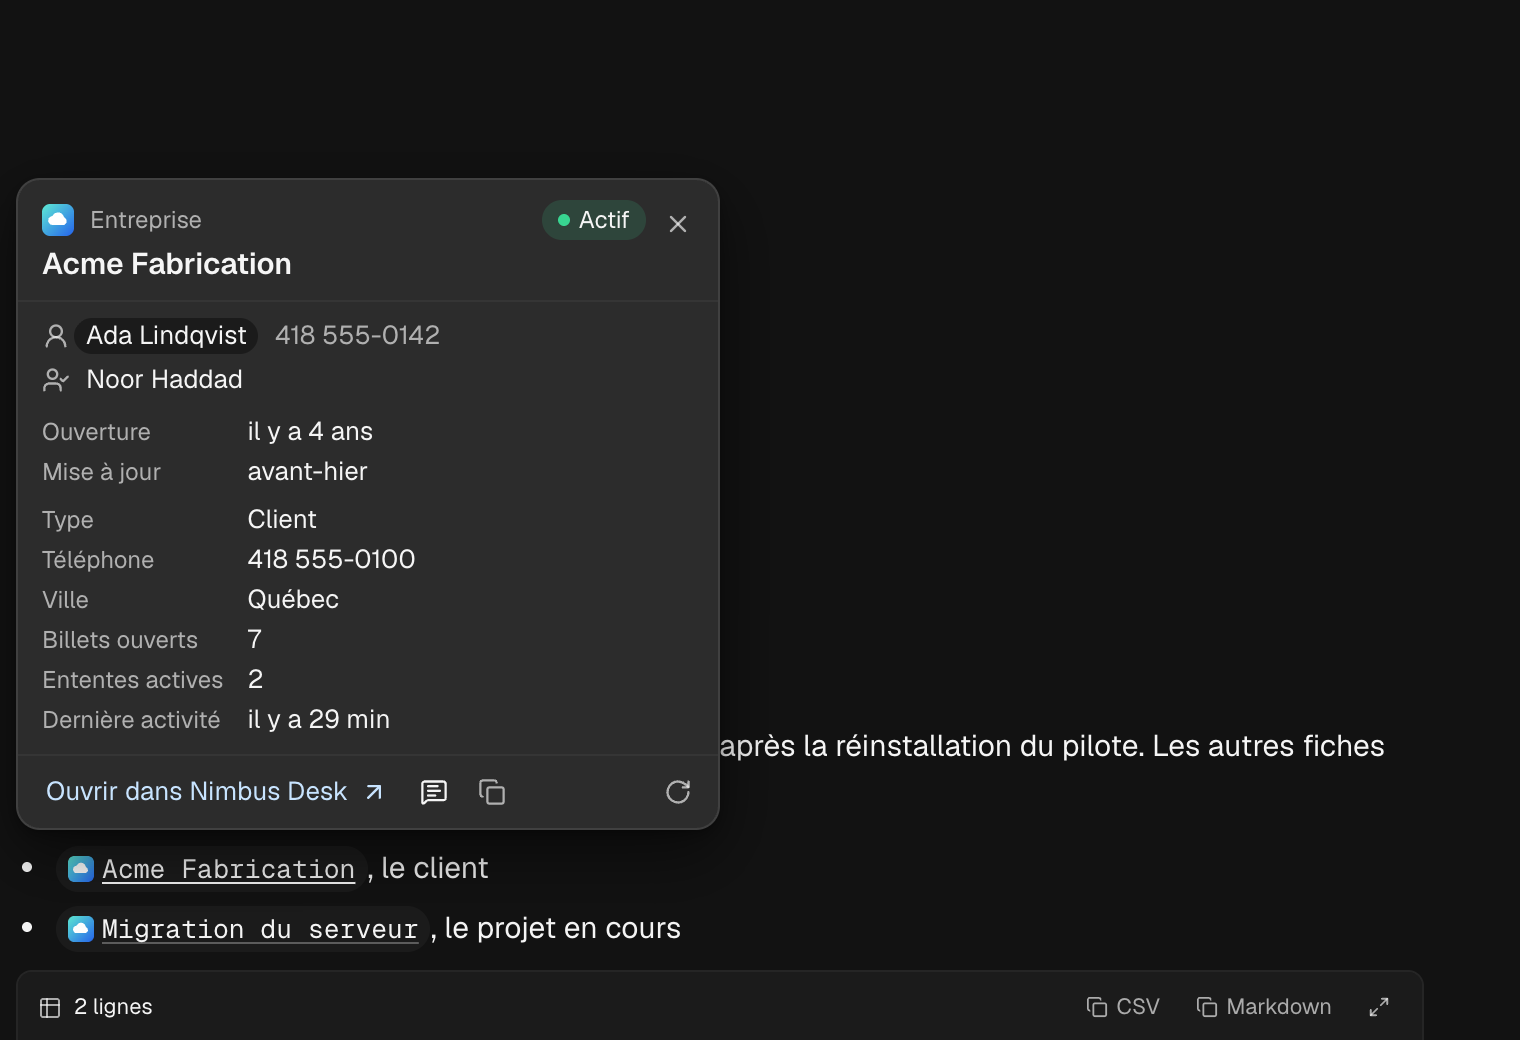 Entreprise
Actif
Acme Fabrication
Ada Lindqvist 418 555-0142
Noor Haddad
Ouverture il y a 4 ans
Mise à jour avant-hier
Type Client
Téléphone 418 555-0100
Ville Québec
Billets ouverts 7
Ententes actives 2
Dernière activité il y a 29 min
après la réinstallation du pilote. Les autres fiches
Ouvrir dans Nimbus Desk
• Acme Fabrication, le client
• Migration du serveur, le projet en cours
2 lignes CSV Markdown